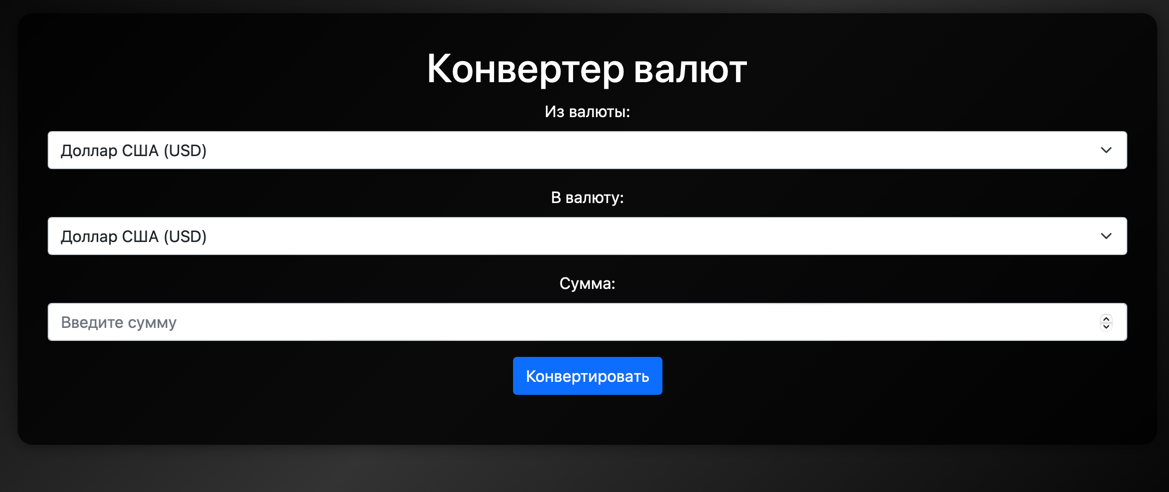 Конвертер валют
Из валюты:
Доллар США (USD)
В валюту:
Доллар США (USD)
Сумма:
Введите сумму
Конвертировать